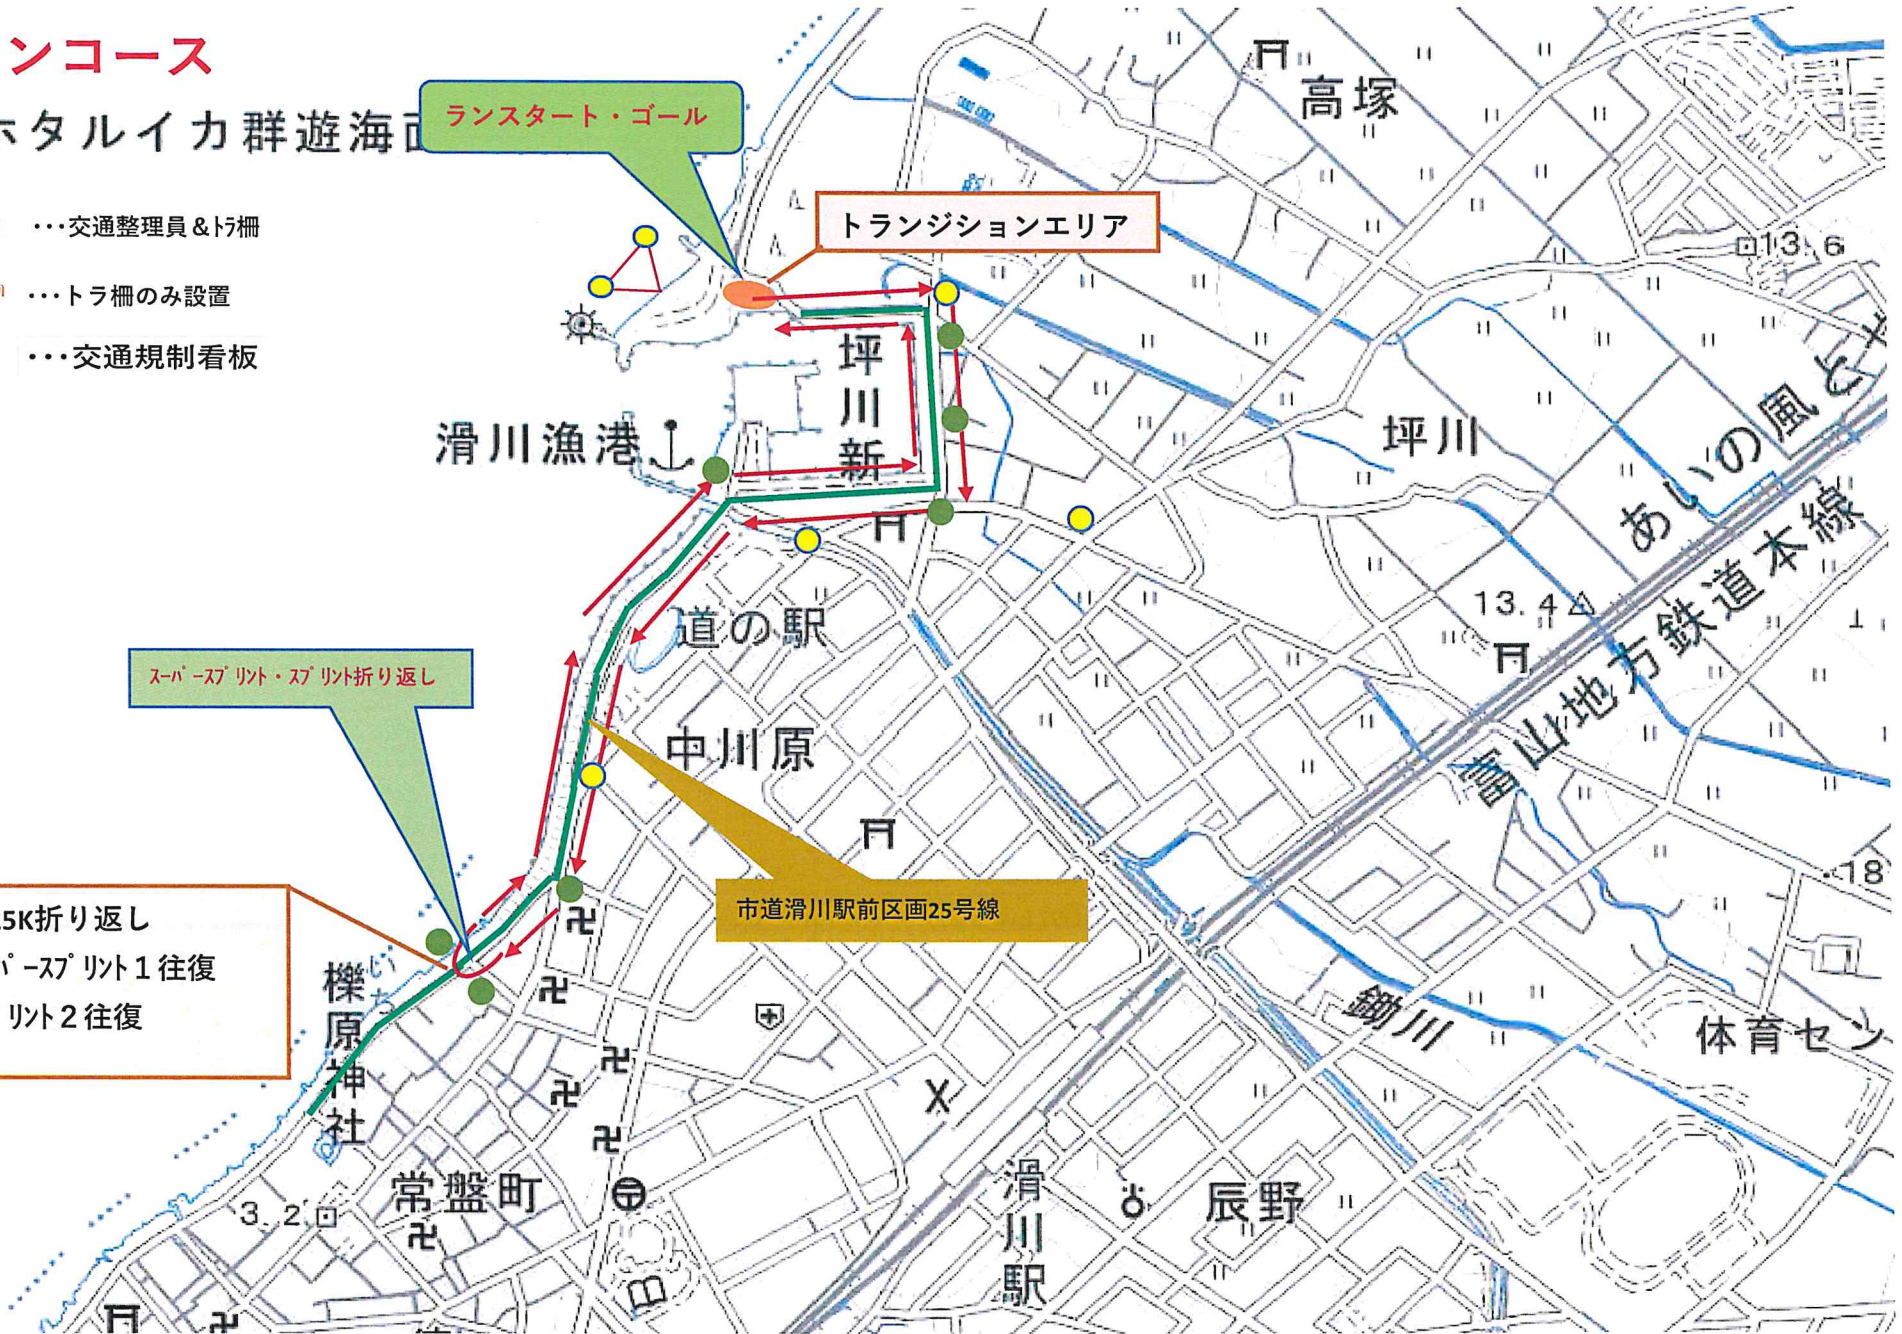 ンコース
ホタルイカ群遊海面
ランスタート・ゴール
トランジションエリア
･･･交通整理員＆ﾄﾗ柵
･･･トラ柵のみ設置
･･･交通規制看板
高塚
13.6
坪川新
滑川漁港
坪川
あいの風とや
富山地方鉄道本線
13.4
道の駅
ｽｰﾊﾟｰｽﾌﾟﾘﾝﾄ・ｽﾌﾟﾘﾝﾄ折り返し
中川原
市道滑川駅前区画25号線
18
5K折り返し
ﾊﾟｰｽﾌﾟﾘﾝﾄ１往復
ﾘﾝﾄ２往復
櫟原神社
いち
鋤川
体育セン
常盤町
3.2
滑川駅
辰野